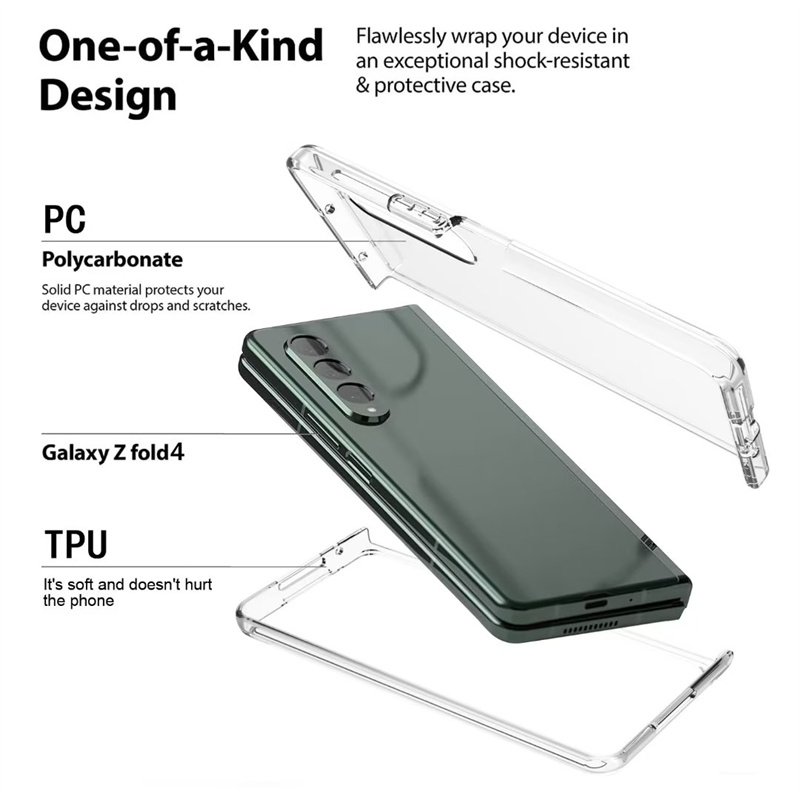 One-of-a-Kind
Design
Flawlessly wrap your device in
an exceptional shock-resistant
& protective case.
PC
Polycarbonate
Solid PC material protects your
device against drops and scratches.
Galaxy Z fold4
TPU
It's soft and doesn't hurt
the phone